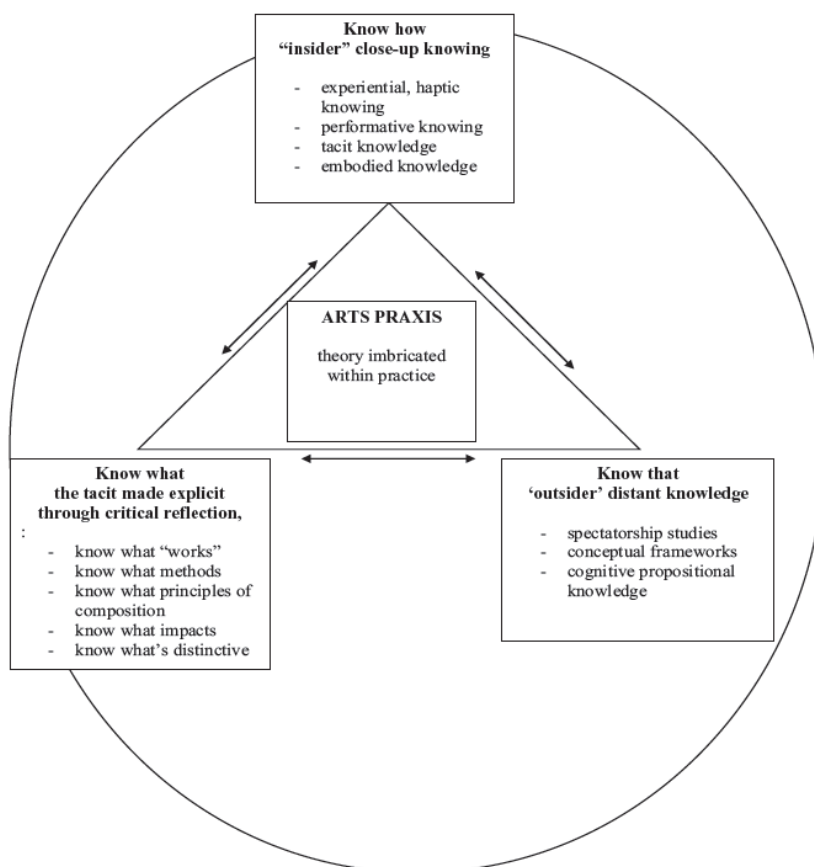 Know how
“insider” close-up knowing
- experiential, haptic
knowing
- performative knowing
- tacit knowledge
- embodied knowledge
ARTS PRAXIS
theory imbricated
within practice
Know what
the tacit made explicit
through critical reflection,
:
- know what “works”
- know what methods
- know what principles of
composition
- know what impacts
- know what’s distinctive
Know that
‘outsider’ distant knowledge
- spectatorship studies
- conceptual frameworks
- cognitive propositional
knowledge